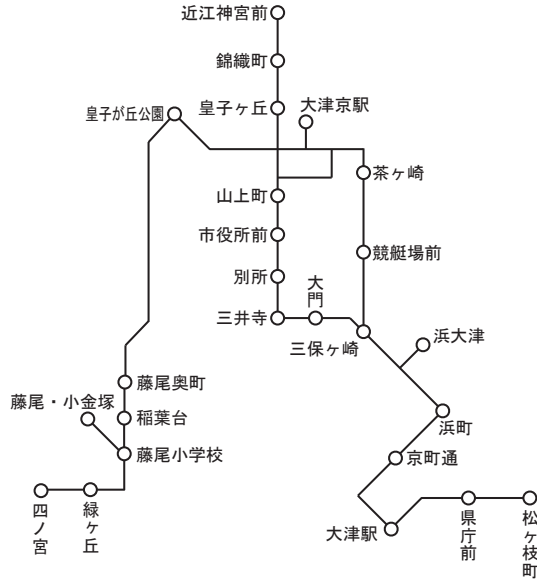 近江神宮前
錦織町
皇子ヶ丘
大津京駅
皇子が丘公園
茶ヶ崎
山上町
市役所前
競艇場前
別所
大門
三井寺
三保ヶ崎
浜大津
藤尾奥町
藤尾・小金塚
稲葉台
浜町
藤尾小学校
京町通
四ノ宮
緑ヶ丘
大津駅
県庁前
松ヶ枝町